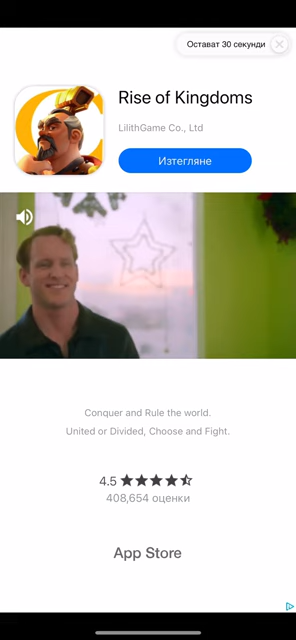 Остават 30 секунди
Rise of Kingdoms
LilithGame Co., Ltd
Изтегляне
Conquer and Rule the world.
United or Divided, Choose and Fight.
4.5
408,654 оценки
App Store